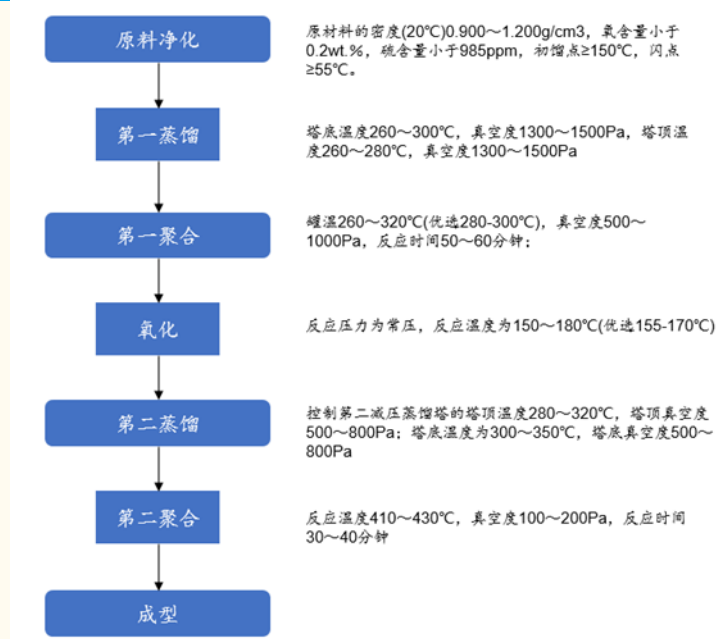 原料净化
原材料的密度(20℃)0.900～1.200g/cm3，氧含量小于
0.2wt.%，硫含量小于985ppm，初馏点≥150℃，闪点
≥55℃。
第一蒸馏
塔底温度260～300℃，真空度1300～1500Pa，塔顶温
度260～280℃，真空度1300～1500Pa
第一聚合
罐温260～320℃(优选280-300℃)，真空度500～
1000Pa，反应时间50～60分钟；
氧化
反应压力为常压，反应温度为150～180℃(优选155-170℃)
第二蒸馏
控制第二减压蒸馏塔的塔顶温度280～320℃，塔顶真空度
500～800Pa；塔底温度为300～350℃，塔底真空度500～
800Pa
第二聚合
反应温度410～430℃，真空度100～200Pa，反应时间
30～40分钟
成型